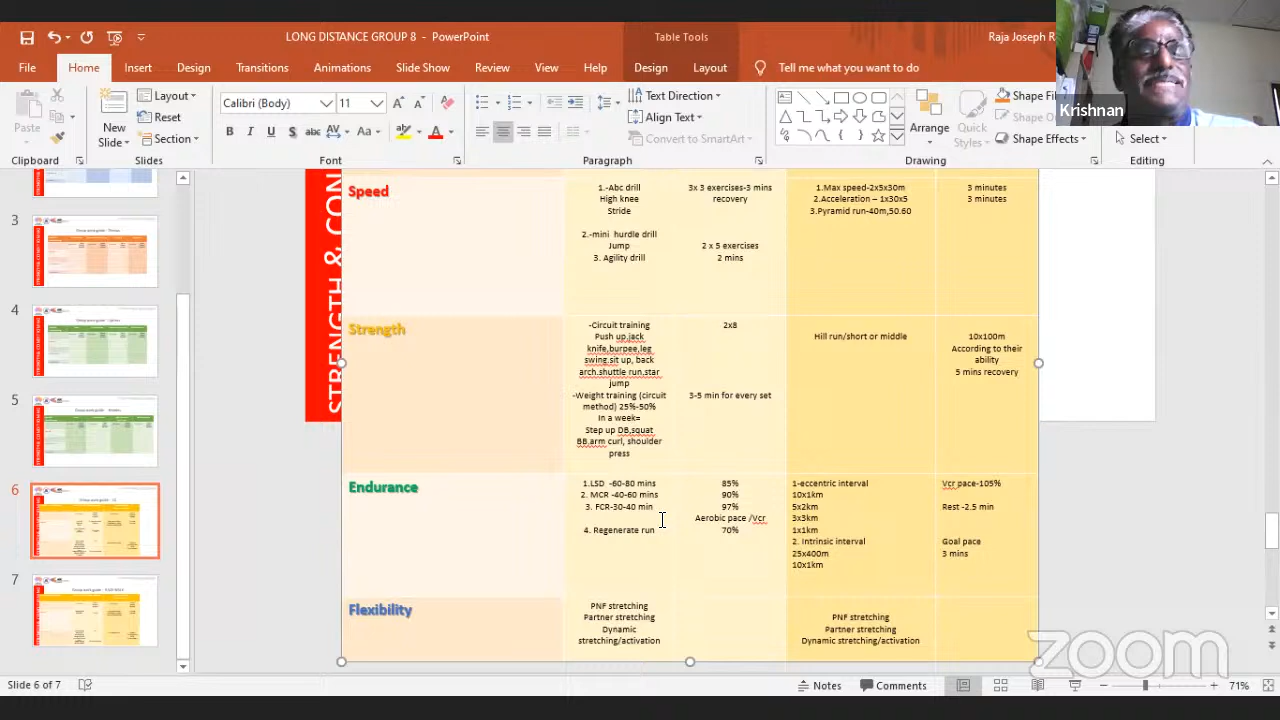 LONG DISTANCE GROUP 8 - PowerPoint
Table Tools
Raja Joseph R
File
Home
Insert
Design
Transitions
Animations
Slide Show
Review
View
Help
Design
Layout
Tell me what you want to do
Krishnan
Paste
New
Slide
Layout
Reset
Section
Calibri (Body)
11
B I U S abc AV Aa A
Text Direction
Align Text
Convert to SmartArt
Arrange
Quick
Styles
Shape Fi
Shape O
Shape Effects
Select
Clipboard
Slides
Font
Paragraph
Drawing
Editing
3
4
5
6
7
STRENGTH & CON
Speed
1.-Abc drill
High knee
Stride
2.-mini hurdle drill
Jump
3. Agility drill
3x 3 exercises-3 mins
recovery
2 x 5 exercises
2 mins
1.Max speed-2x5x30m
2.Acceleration – 1x30x5
3.Pyramid run-40m,50.60
3 minutes
3 minutes
Strength
-Circuit training
Push up,jack
knife,burpee,leg
swing.sit up, back
arch.shuttle run,star
jump
-Weight training (circuit
method) 25%-50%
In a week=
Step up DB,squat
BB.arm curl, shoulder
press
2x8
3-5 min for every set
Hill run/short or middle
10x100m
According to their
ability
5 mins recovery
Endurance
1.LSD -60-80 mins
2. MCR -40-60 mins
3. FCR-30-40 min
4. Regenerate run
85%
90%
97%
Aerobic pace /Vcr
70%
1-eccentric interval
10x1km
5x2km
3x3km
1x1km
2. Intrinsic interval
25x400m
10x1km
Vcr pace-105%
Rest -2.5 min
Goal pace
3 mins
Flexibility
PNF stretching
Partner stretching
Dynamic
stretching/activation
PNF stretching
Partner stretching
Dynamic stretching/activation
zoom
Slide 6 of 7
Notes
Comments
71%